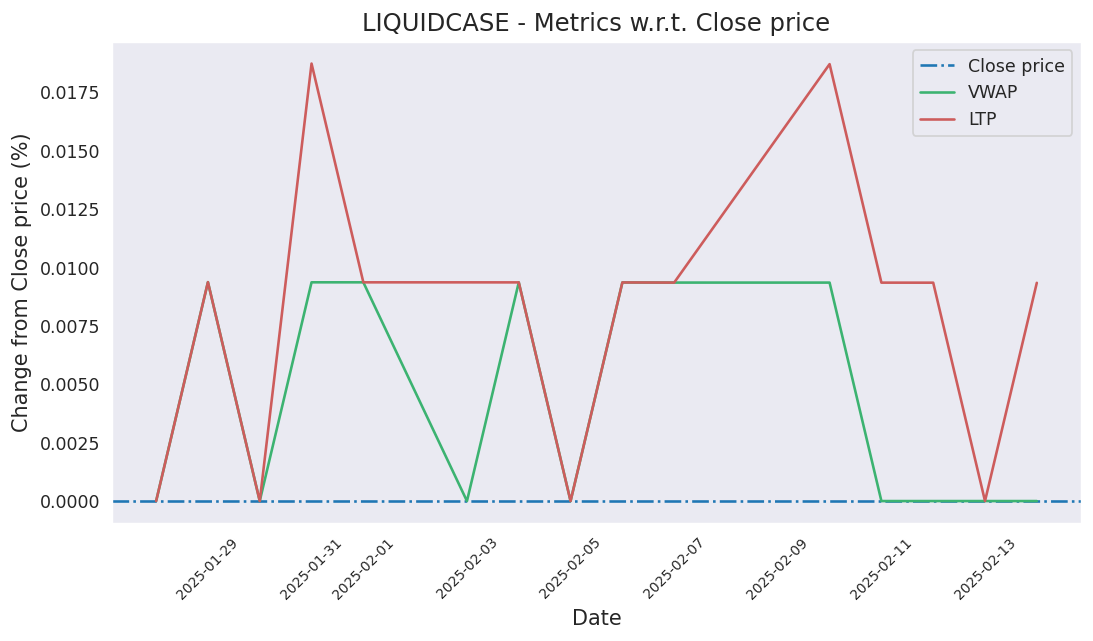 LIQUIDCASE - Metrics w.r.t. Close price
Close price
VWAP
LTP
Change from Close price (%)
0.0175
0.0150
0.0125
0.0100
0.0075
0.0050
0.0025
0.0000
2025-01-29
2025-01-31
2025-02-01
2025-02-03
2025-02-05
2025-02-07
2025-02-09
2025-02-11
2025-02-13
Date